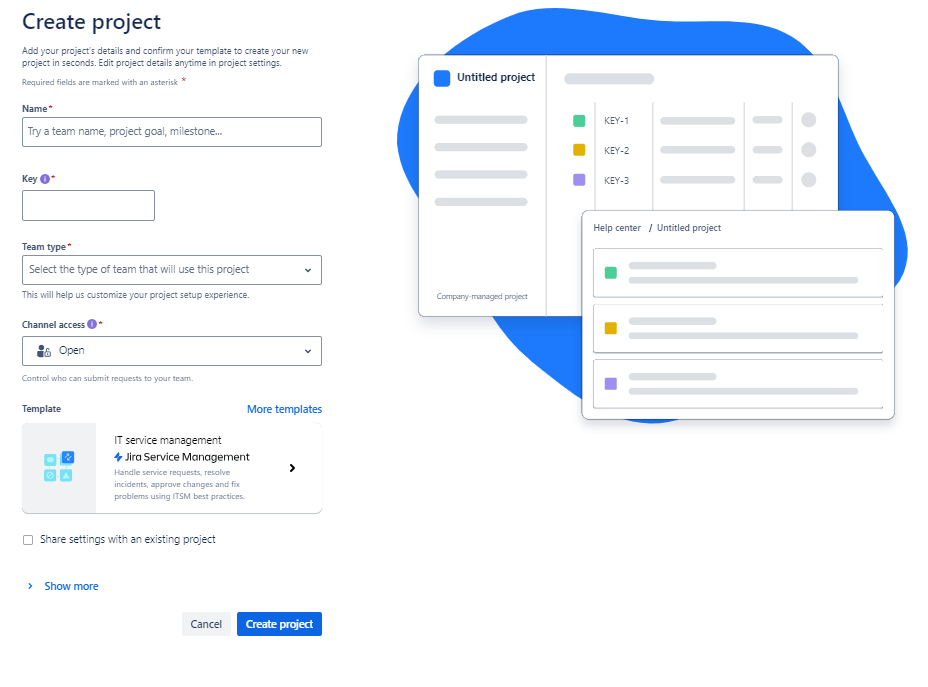 Create project
Add your project's details and confirm your template to create your new
project in seconds. Edit project details anytime in project settings.
Required fields are marked with an asterisk *
Name *
Try a team name, project goal, milestone...
Key i *
Team type *
Select the type of team that will use this project
This will help us customize your project setup experience.
Channel access i *
Open
Control who can submit requests to your team.
Template
More templates
IT service management
Jira Service Management
Handle service requests, resolve
incidents, approve changes and fix
problems using ITSM best practices.
Share settings with an existing project
Show more
Cancel
Create project
Untitled project
KEY-1
KEY-2
KEY-3
Company-managed project
Help center / Untitled project